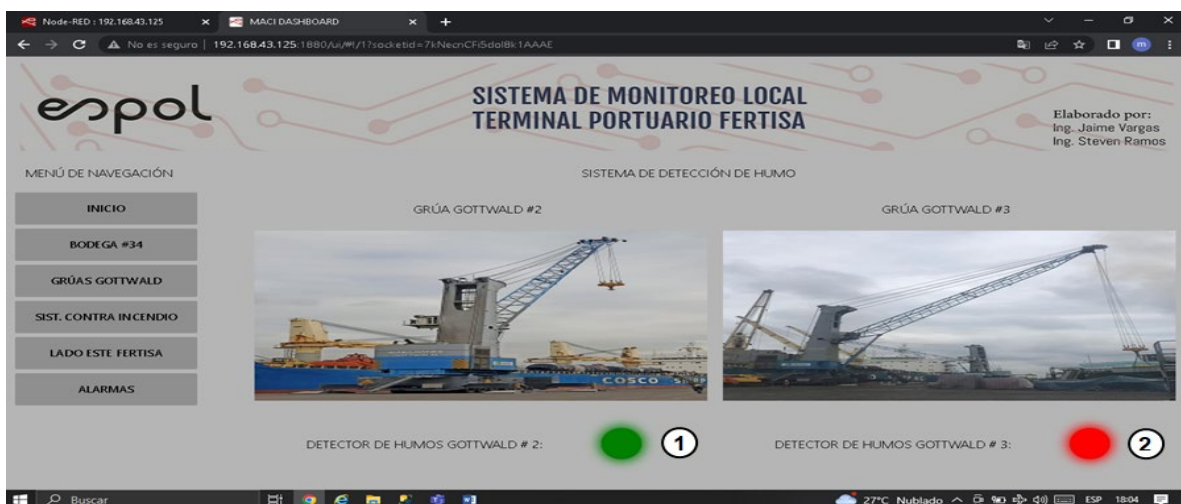 Node-RED : 192.168.43.125
MACI DASHBOARD
No es seguro | 192.168.43.125:1880/ui/#!/1?socketid=7kNecnCFi5dol8k1AAAE
m
espol
SISTEMA DE MONITOREO LOCAL
TERMINAL PORTUARIO FERTISA
Elaborado por:
Ing. Jaime Vargas
Ing. Steven Ramos
MENÚ DE NAVEGACIÓN
SISTEMA DE DETECCIÓN DE HUMO
INICIO
BODEGA #34
GRÚAS GOTTWALD
SIST. CONTRA INCENDIO
LADO ESTE FERTISA
ALARMAS
GRÚA GOTTWALD #2
GRÚA GOTTWALD #3
COSCO
DETECTOR DE HUMOS GOTTWALD # 2:
1
DETECTOR DE HUMOS GOTTWALD # 3:
2
Buscar
27°C Nublado
ESP
18:04